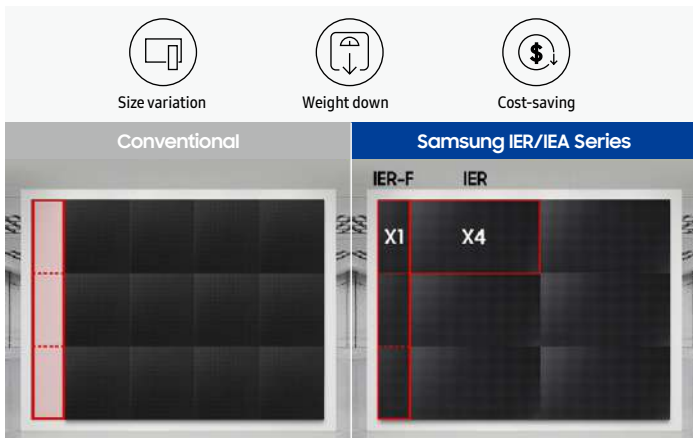 Size variation
Weight down
Cost-saving
Conventional
Samsung IER/IEA Series
IER-F
IER
X1
X4